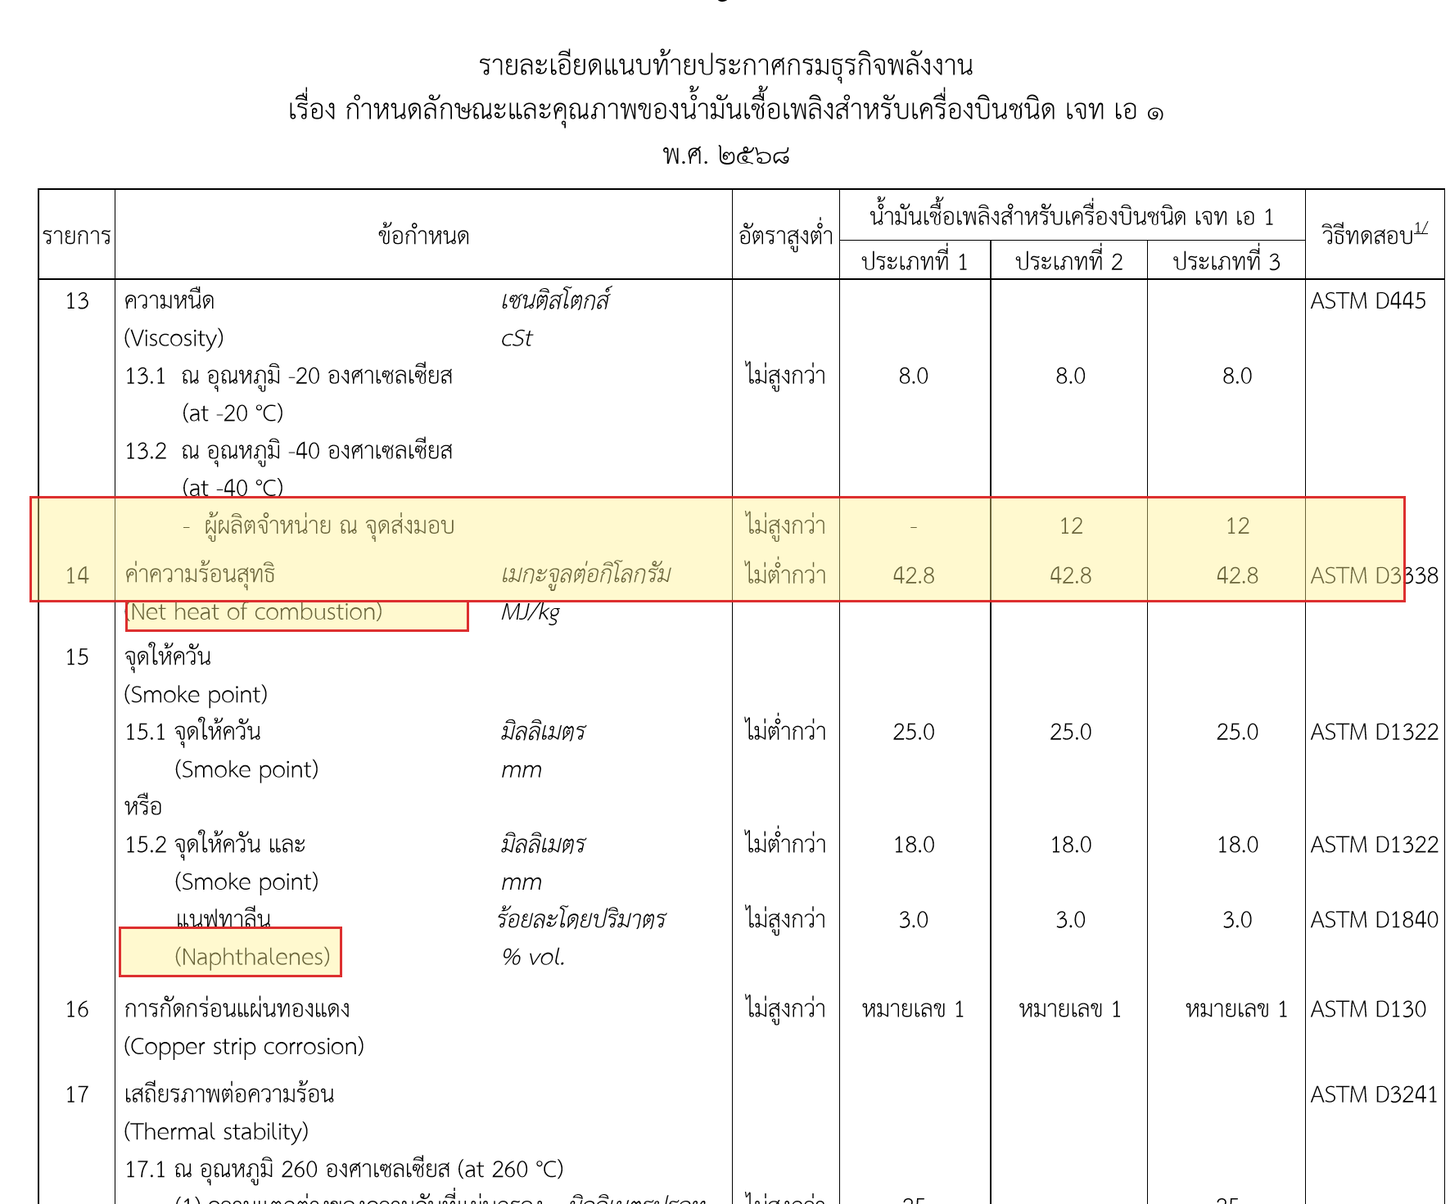 รายละเอียดแนบท้ายประกาศกรมธุรกิจพลังงาน
เรื่อง กำหนดลักษณะและคุณภาพของน้ำมันเชื้อเพลิงสำหรับเครื่องบินชนิด เจท เอ ๑
พ.ศ. ๒๕๖๘
รายการ ข้อกำหนด อัตราสูงต่ำ น้ำมันเชื้อเพลิงสำหรับเครื่องบินชนิด เจท เอ 1 วิธีทดสอบ1/
ประเภทที่ 1 ประเภทที่ 2 ประเภทที่ 3
13 ความหนืด เซนติสโตกส์ ASTM D445
(Viscosity) cSt
13.1 ณ อุณหภูมิ -20 องศาเซลเซียส ไม่สูงกว่า 8.0 8.0 8.0
(at -20 °C)
13.2 ณ อุณหภูมิ -40 องศาเซลเซียส
(at -40 °C)
- ผู้ผลิตจำหน่าย ณ จุดส่งมอบ ไม่สูงกว่า - 12 12
14 ค่าความร้อนสุทธิ เมกะจูลต่อกิโลกรัม ไม่ต่ำกว่า 42.8 42.8 42.8 ASTM D3338
(Net heat of combustion) MJ/kg
15 จุดให้ควัน
(Smoke point)
15.1 จุดให้ควัน มิลลิเมตร ไม่ต่ำกว่า 25.0 25.0 25.0 ASTM D1322
(Smoke point) mm
หรือ
15.2 จุดให้ควัน และ มิลลิเมตร ไม่ต่ำกว่า 18.0 18.0 18.0 ASTM D1322
(Smoke point) mm
แนฟทาลีน ร้อยละโดยปริมาตร ไม่สูงกว่า 3.0 3.0 3.0 ASTM D1840
(Naphthalenes) % vol.
16 การกัดกร่อนแผ่นทองแดง ไม่สูงกว่า หมายเลข 1 หมายเลข 1 หมายเลข 1 ASTM D130
(Copper strip corrosion)
17 เสถียรภาพต่อความร้อน ASTM D3241
(Thermal stability)
17.1 ณ อุณหภูมิ 260 องศาเซลเซียส (at 260 °C)